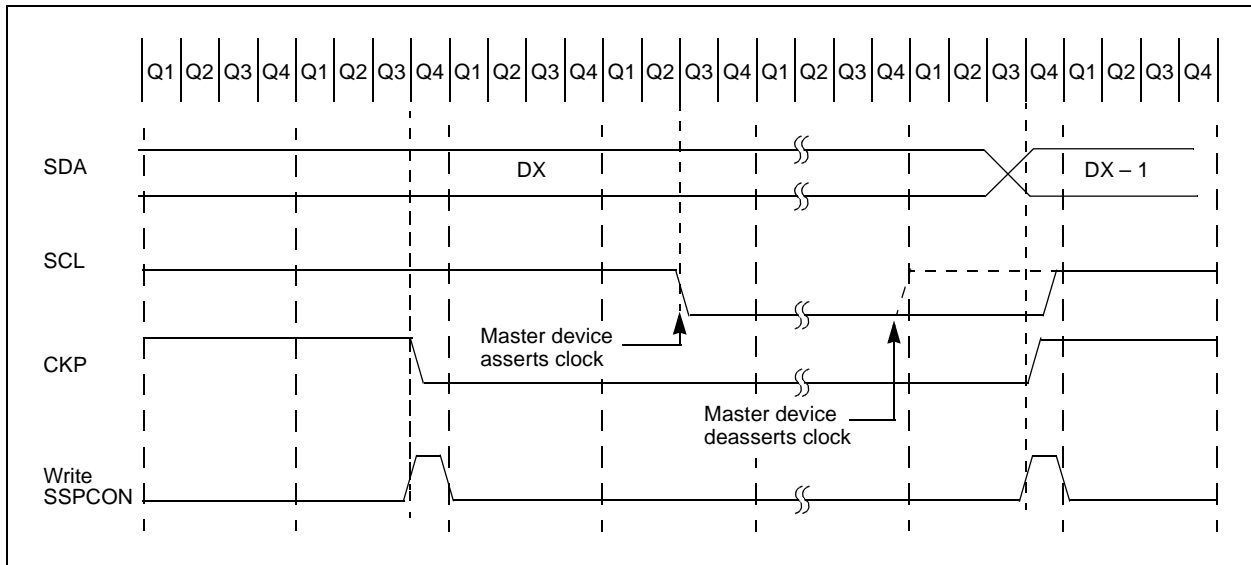 Q1 Q2 Q3 Q4 Q1 Q2 Q3 Q4 Q1 Q2 Q3 Q4 Q1 Q2 Q3 Q4 Q1 Q2 Q3 Q4 Q1 Q2 Q3 Q4 Q1 Q2 Q3 Q4
SDA
DX
DX – 1
SCL
Master device
asserts clock
CKP
Master device
deasserts clock
Write
SSPCON